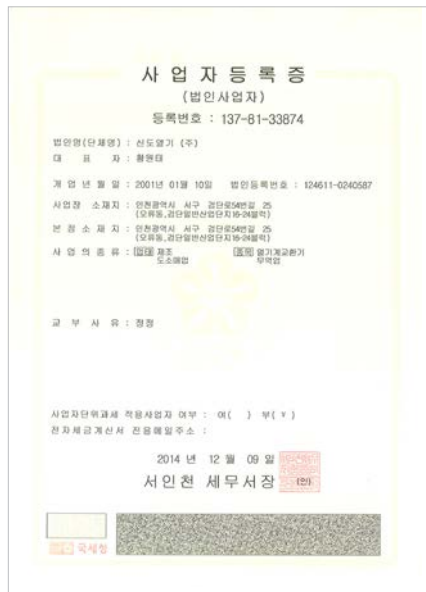 사업자등록증
(법인사업자)
등록번호 : 137-81-33874
법인명(단체명) : 신도열기 (주)
대 표 자 : 황원태
개 업 년 월 일 : 2001년 01월 10일 법인등록번호 : 124611-0240587
사업장 소재지 : 인천광역시 서구 검단로54번길 25
(오류동,검단일반산업단지16-24블럭)
본 점 소 재 지 : 인천광역시 서구 검단로54번길 25
(오류동,검단일반산업단지16-24블럭)
사 업 의 종 류 : 업태 제조 종목 열기계교환기
도소매업 무역업
교 부 사 유 : 정정
사업자단위과세 적용사업자 여부 : 여( ) 부( v )
전자세금계산서 전용메일주소 :
2014 년 12 월 09 일
서인천 세무서장 (인)
국세청